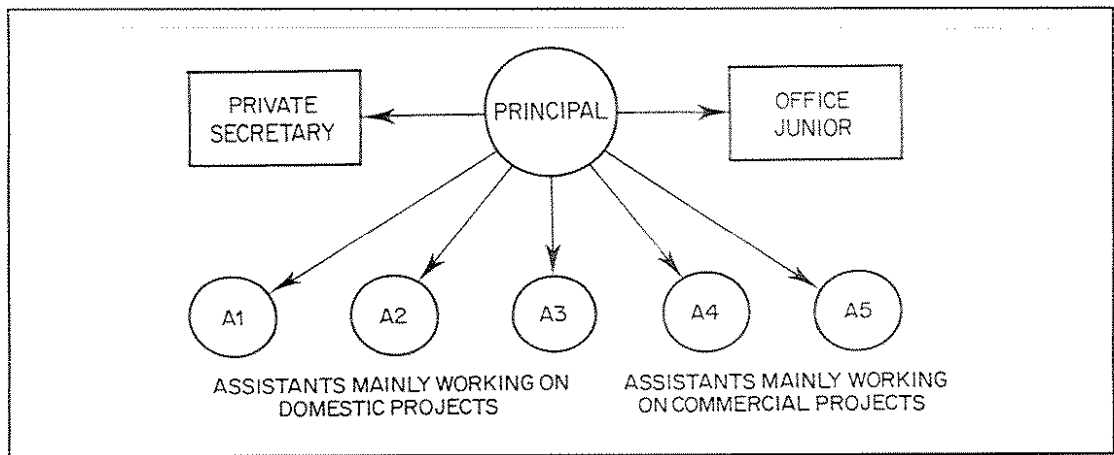 PRIVATE
SECRETARY
PRINCIPAL
OFFICE
JUNIOR
A1
A2
A3
A4
A5
ASSISTANTS MAINLY WORKING ON
DOMESTIC PROJECTS
ASSISTANTS MAINLY WORKING
ON COMMERCIAL PROJECTS